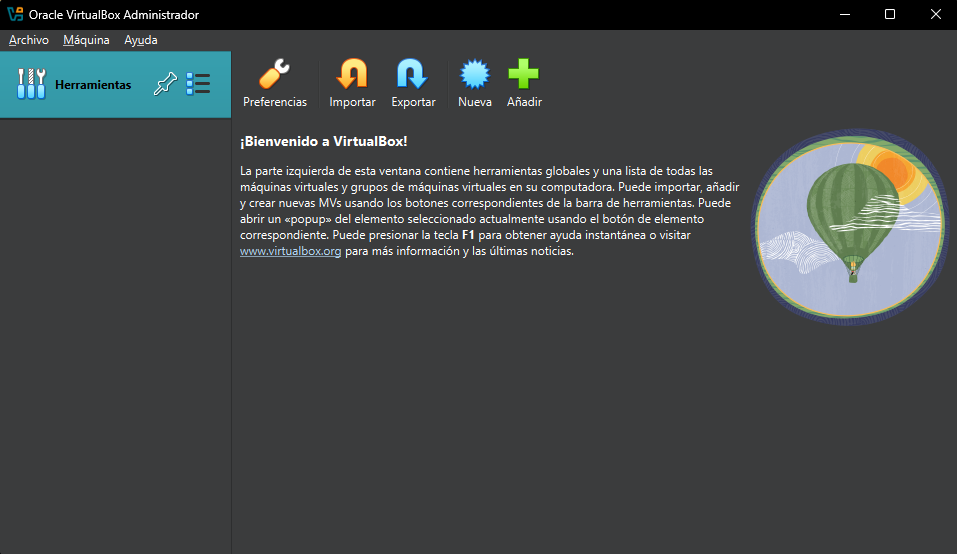 Oracle VirtualBox Administrador
Archivo Máquina Ayuda
Herramientas
Preferencias Importar Exportar Nueva Añadir
¡Bienvenido a VirtualBox!
La parte izquierda de esta ventana contiene herramientas globales y una lista de todas las
máquinas virtuales y grupos de máquinas virtuales en su computadora. Puede importar, añadir
y crear nuevas MVs usando los botones correspondientes de la barra de herramientas. Puede
abrir un «popup» del elemento seleccionado actualmente usando el botón de elemento
correspondiente. Puede presionar la tecla F1 para obtener ayuda instantánea o visitar
www.virtualbox.org para más información y las últimas noticias.